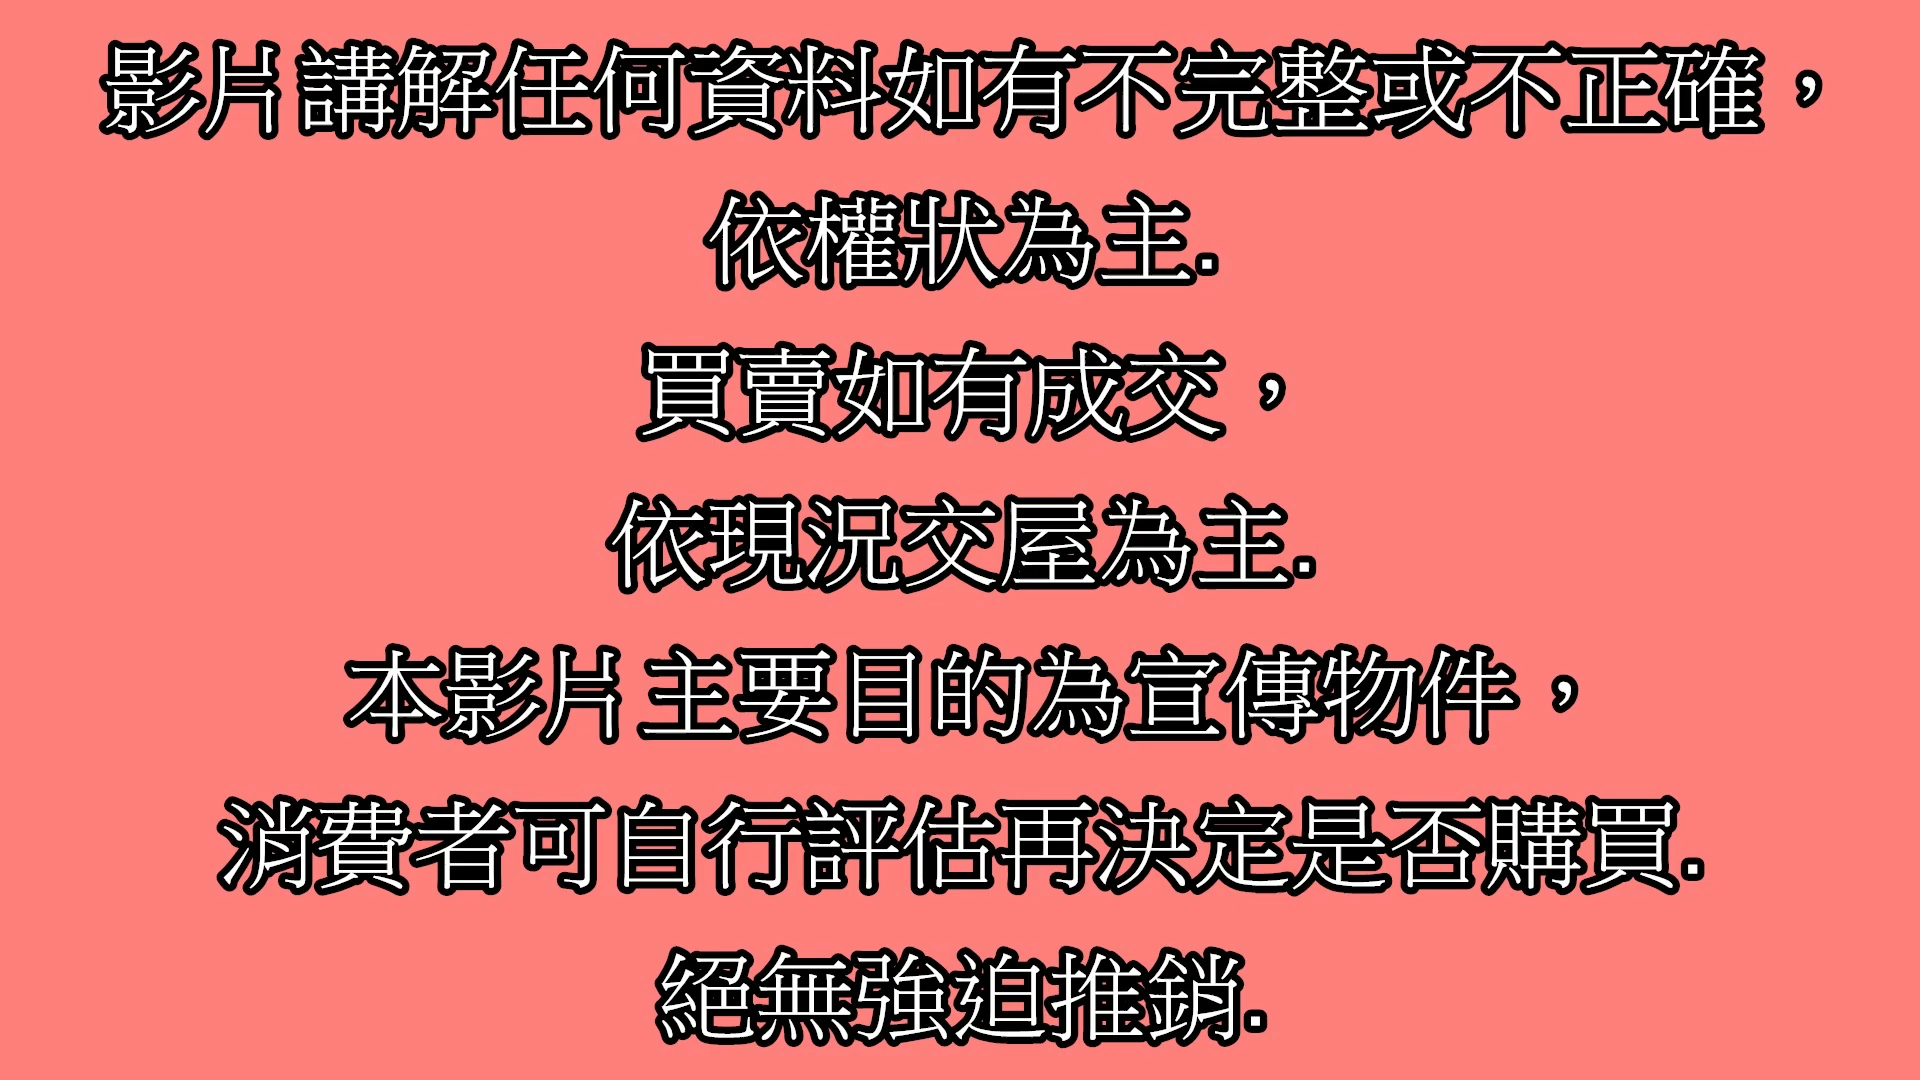 影片講解任何資料如有不完整或不正確，
依權狀為主.
買賣如有成交，
依現況交屋為主.
本影片主要目的為宣傳物件，
消費者可自行評估再決定是否購買.
絕無強迫推銷.